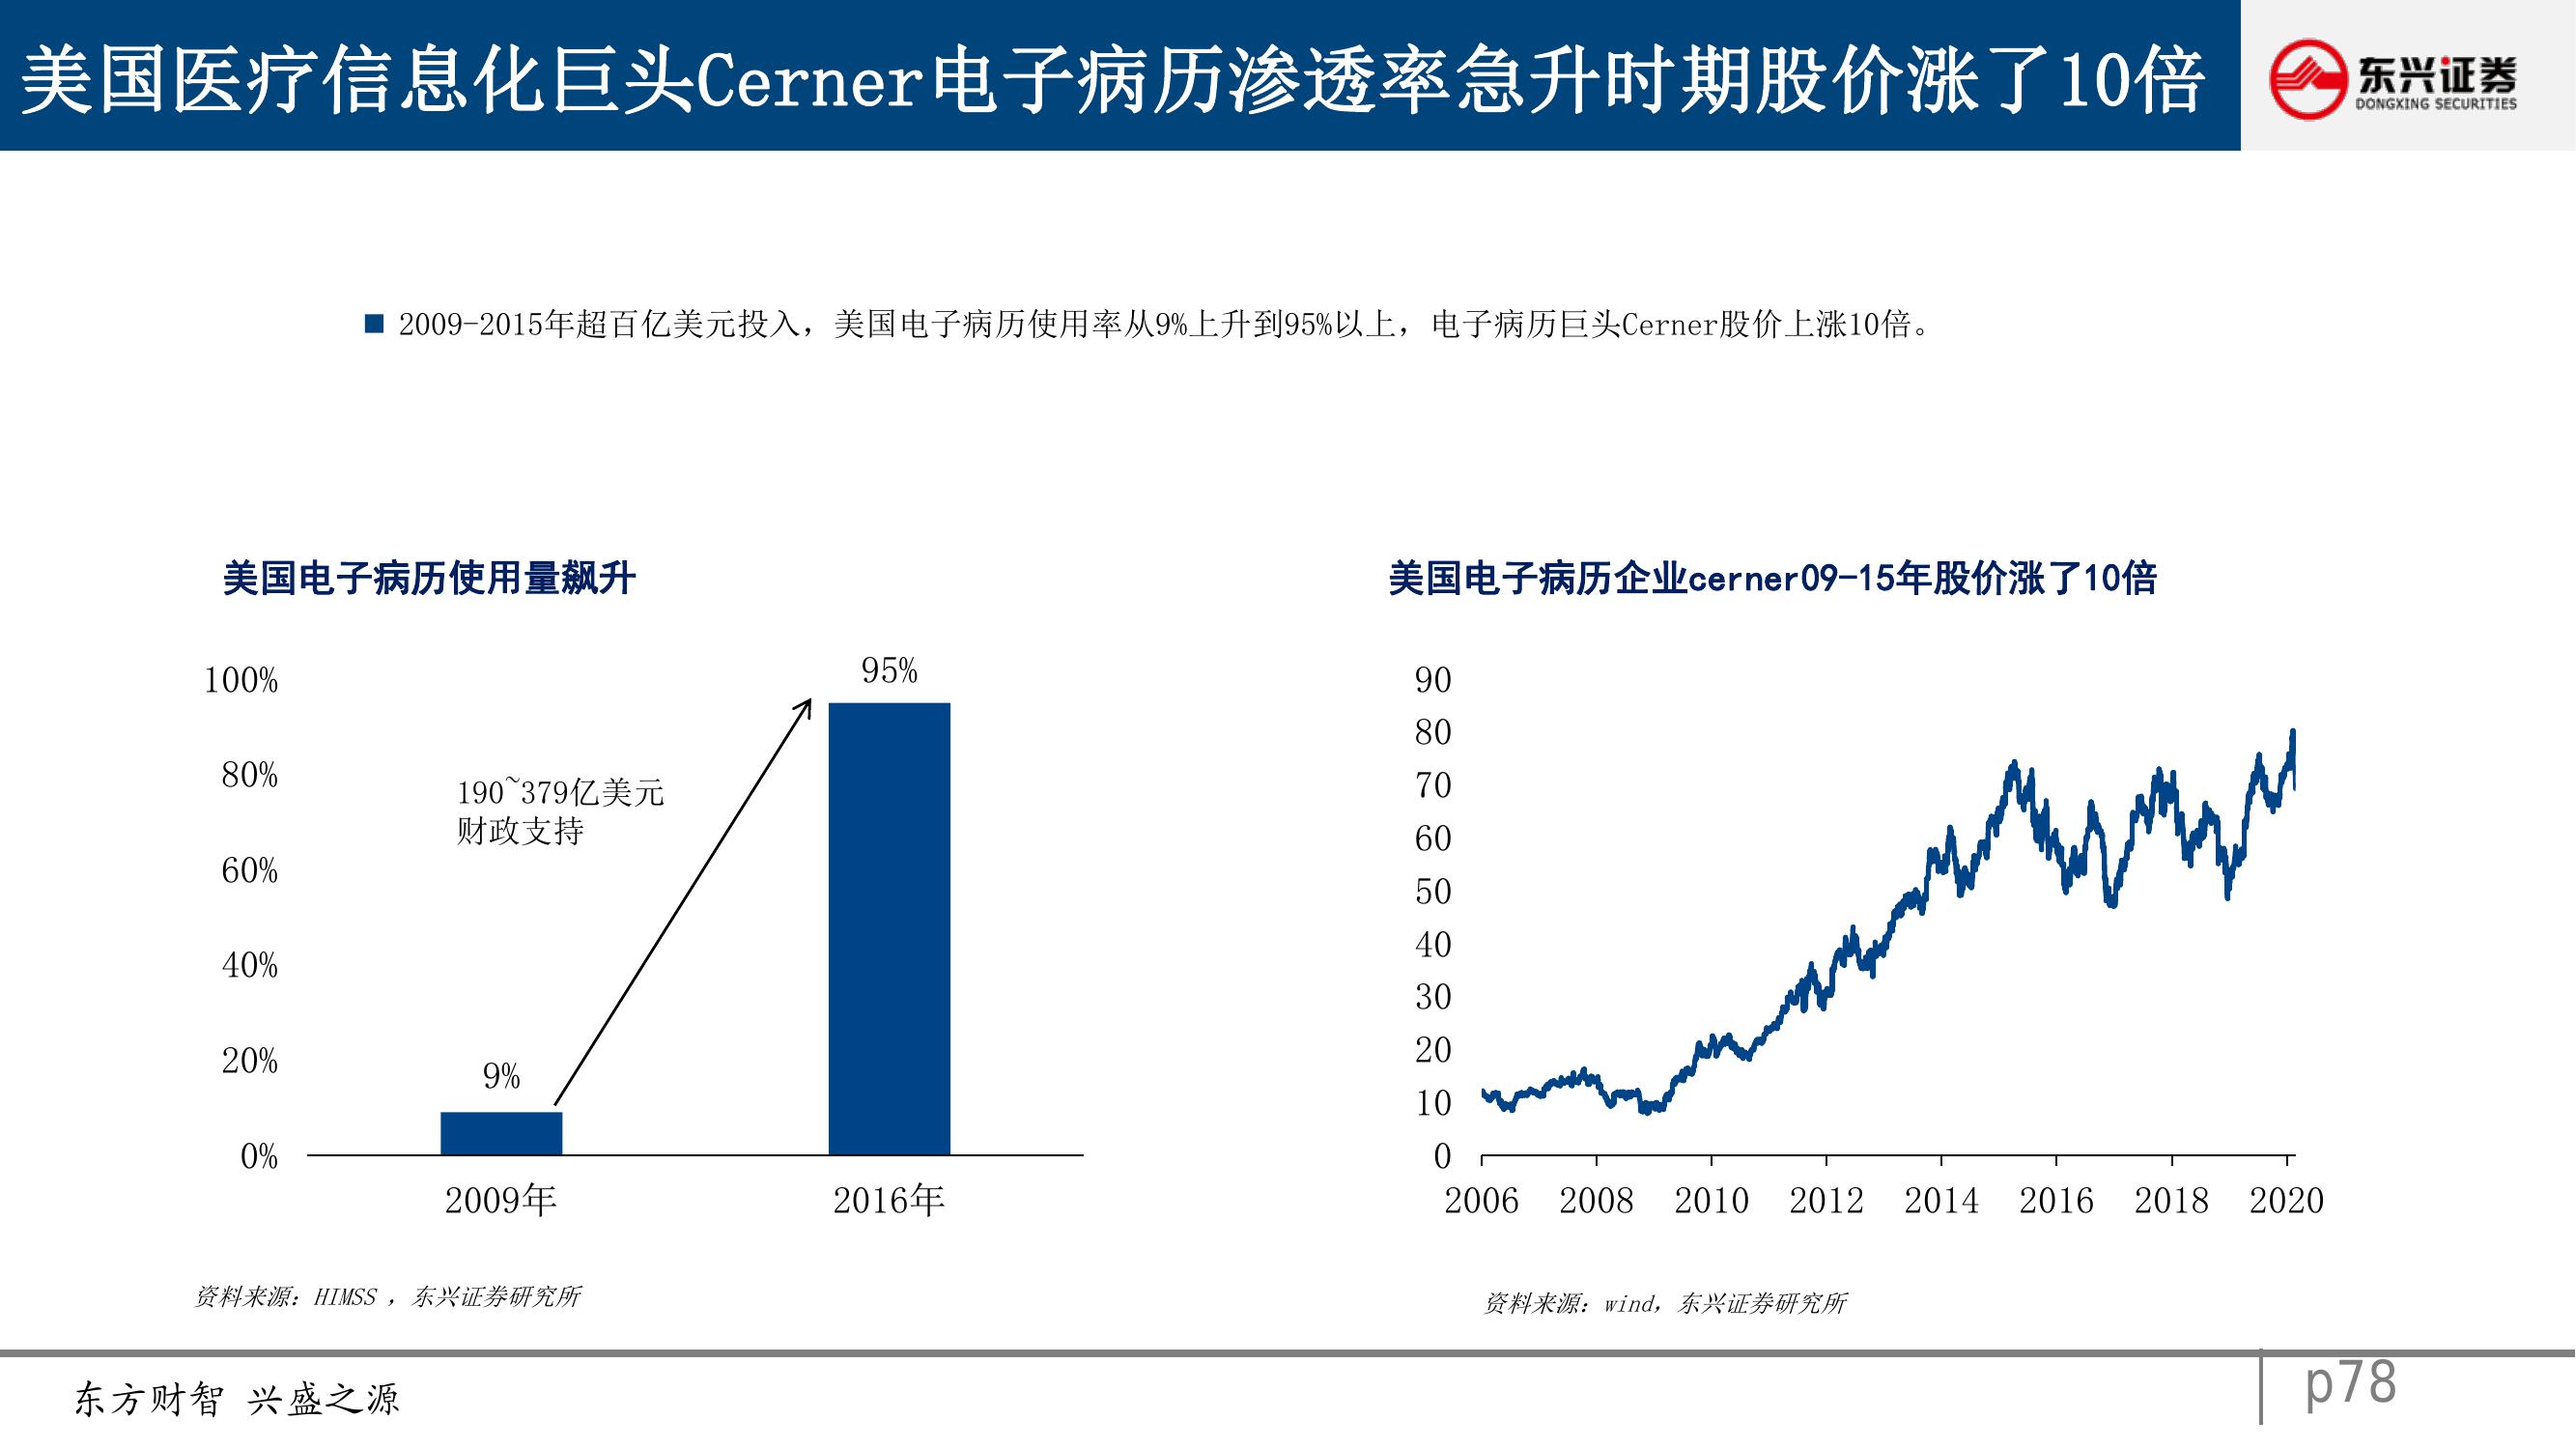 美国医疗信息化巨头Cerner电子病历渗透率急升时期股价涨了10倍
东兴证券
DONGXING SECURITIES
■ 2009-2015年超百亿美元投入，美国电子病历使用率从9%上升到95%以上，电子病历巨头Cerner股价上涨10倍。
美国电子病历使用量飙升
100%
80%
60%
40%
20%
0%
9%
95%
190~379亿美元
财政支持
2009年
2016年
资料来源：HIMSS ，东兴证券研究所
美国电子病历企业cerner09-15年股价涨了10倍
90
80
70
60
50
40
30
20
10
0
2006 2008 2010 2012 2014 2016 2018 2020
资料来源：wind，东兴证券研究所
东方财智 兴盛之源
p78